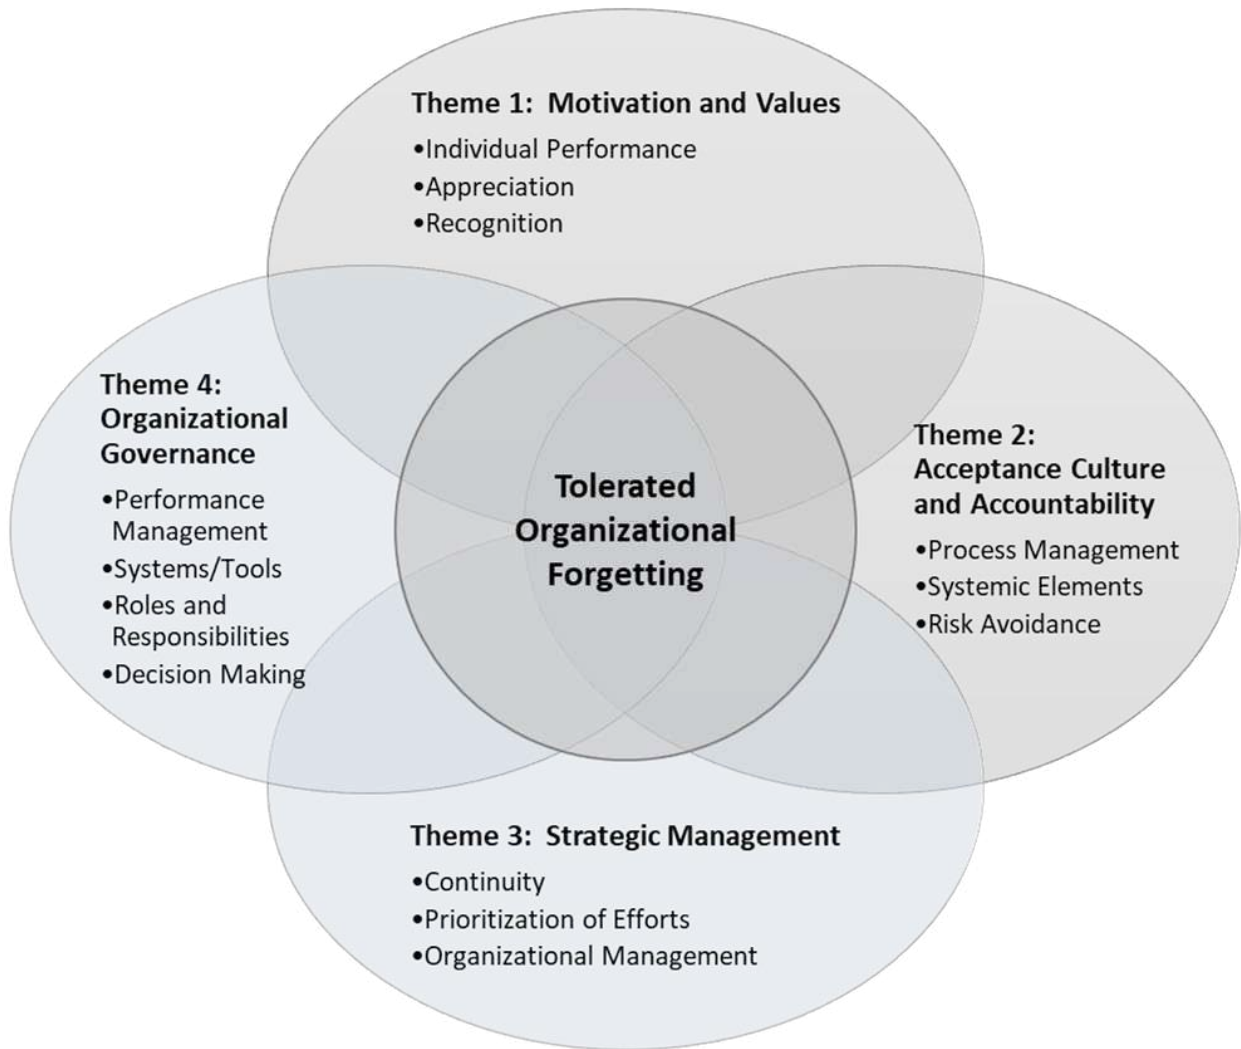 Theme 1:  Motivation and Values
•Individual Performance
•Appreciation
•Recognition
Theme 4:
Organizational
Governance
•Performance
Management
•Systems/Tools
•Roles and
Responsibilities
•Decision Making
Tolerated
Organizational
Forgetting
Theme 2:
Acceptance Culture
and Accountability
•Process Management
•Systemic Elements
•Risk Avoidance
Theme 3:  Strategic Management
•Continuity
•Prioritization of Efforts
•Organizational Management